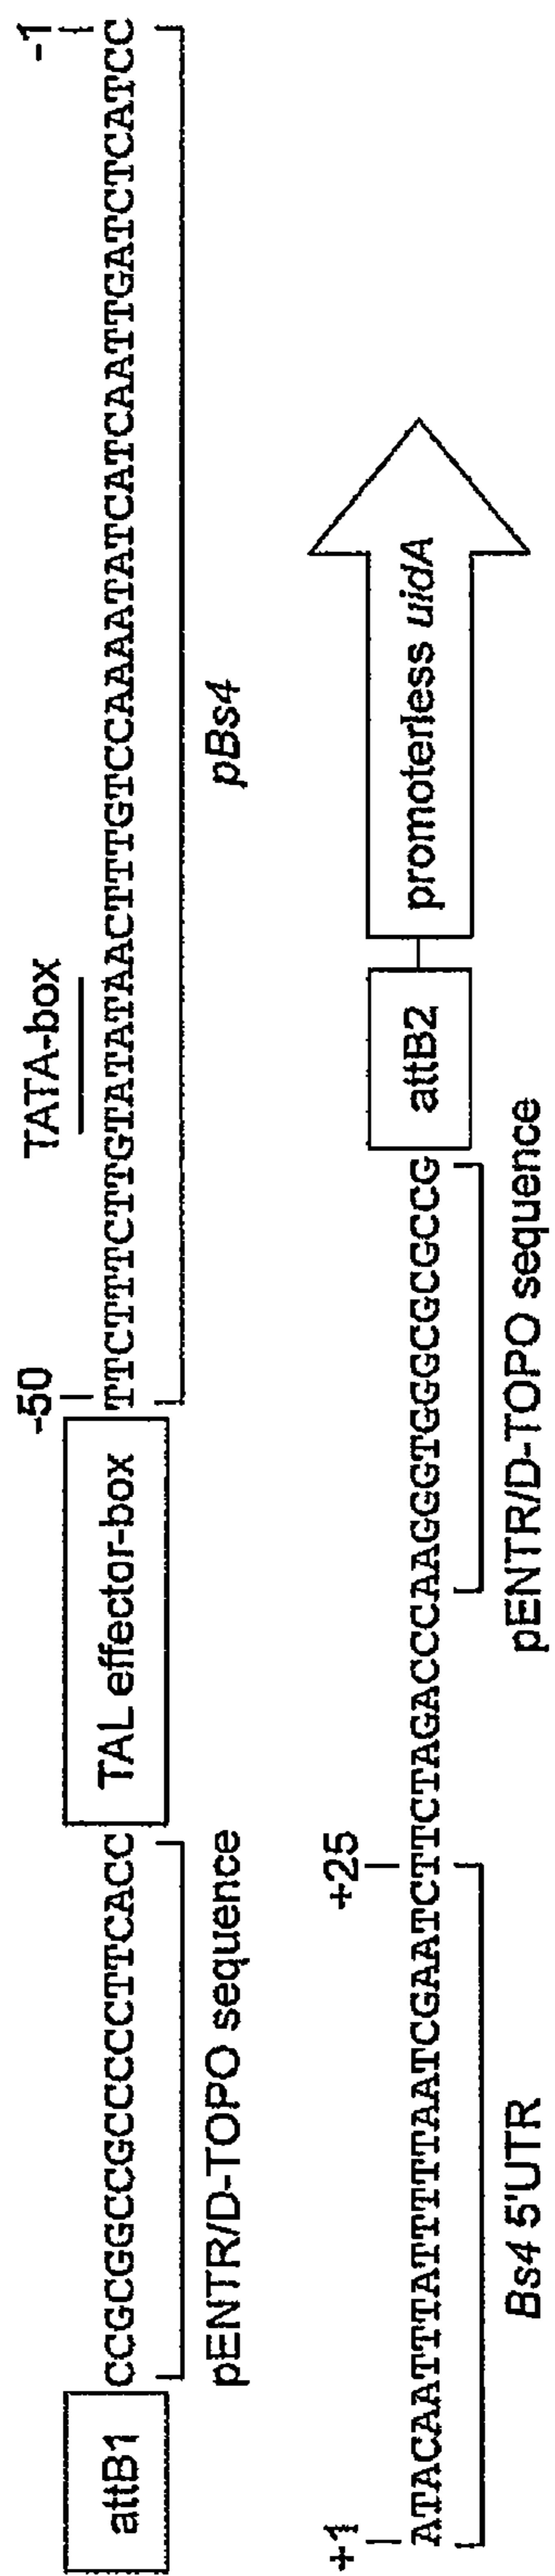 -50 TATA-box -1
attB1 CCGCGGCCGCCCCCTTCACC TAL effector-box TTCTTTCTTGTATATAACTTTGTCCAAAATATCATCAATTGATCTCATCC
pENTR/D-TOPO sequence pBs4
+1 +25
ATACAATTTATTTTTAATCGAATCTTCTAGACCCAAGGGTGGGCGCGCCG attB2 promoterless uidA
Bs4 5'UTR pENTR/D-TOPO sequence